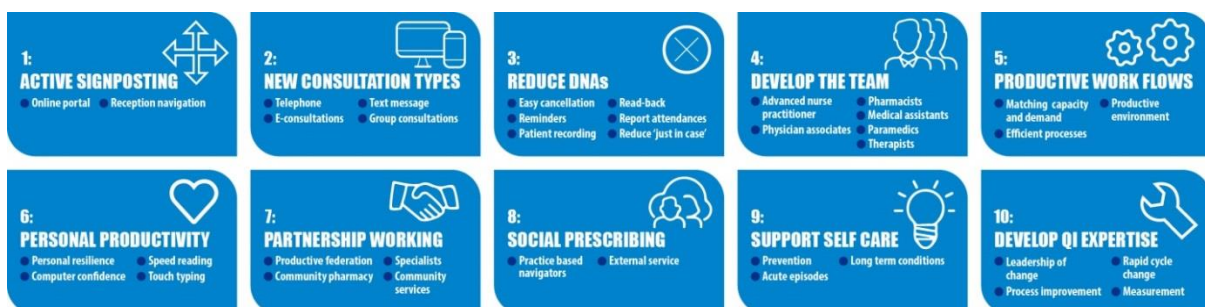 1:
ACTIVE SIGNPOSTING
Online portal
Reception navigation
2:
NEW CONSULTATION TYPES
Telephone
Text message
E-consultations
Group consultations
3:
REDUCE DNAs
Easy cancellation
Read-back
Reminders
Report attendances
Patient recording
Reduce 'just in case'
4:
DEVELOP THE TEAM
Advanced nurse
practitioner
Physician associates
Pharmacists
Medical assistants
Paramedics
Therapists
5:
PRODUCTIVE WORK FLOWS
Matching capacity
and demand
Efficient processes
Productive
environment
6:
PERSONAL PRODUCTIVITY
Personal resilience
Speed reading
Computer confidence
Touch typing
7:
PARTNERSHIP WORKING
Productive federation
Specialists
Community pharmacy
Community
services
8:
SOCIAL PRESCRIBING
Practice based
navigators
External service
9:
SUPPORT SELF CARE
Prevention
Long term conditions
Acute episodes
10:
DEVELOP QI EXPERTISE
Leadership of
change
Process improvement
Rapid cycle
change
Measurement